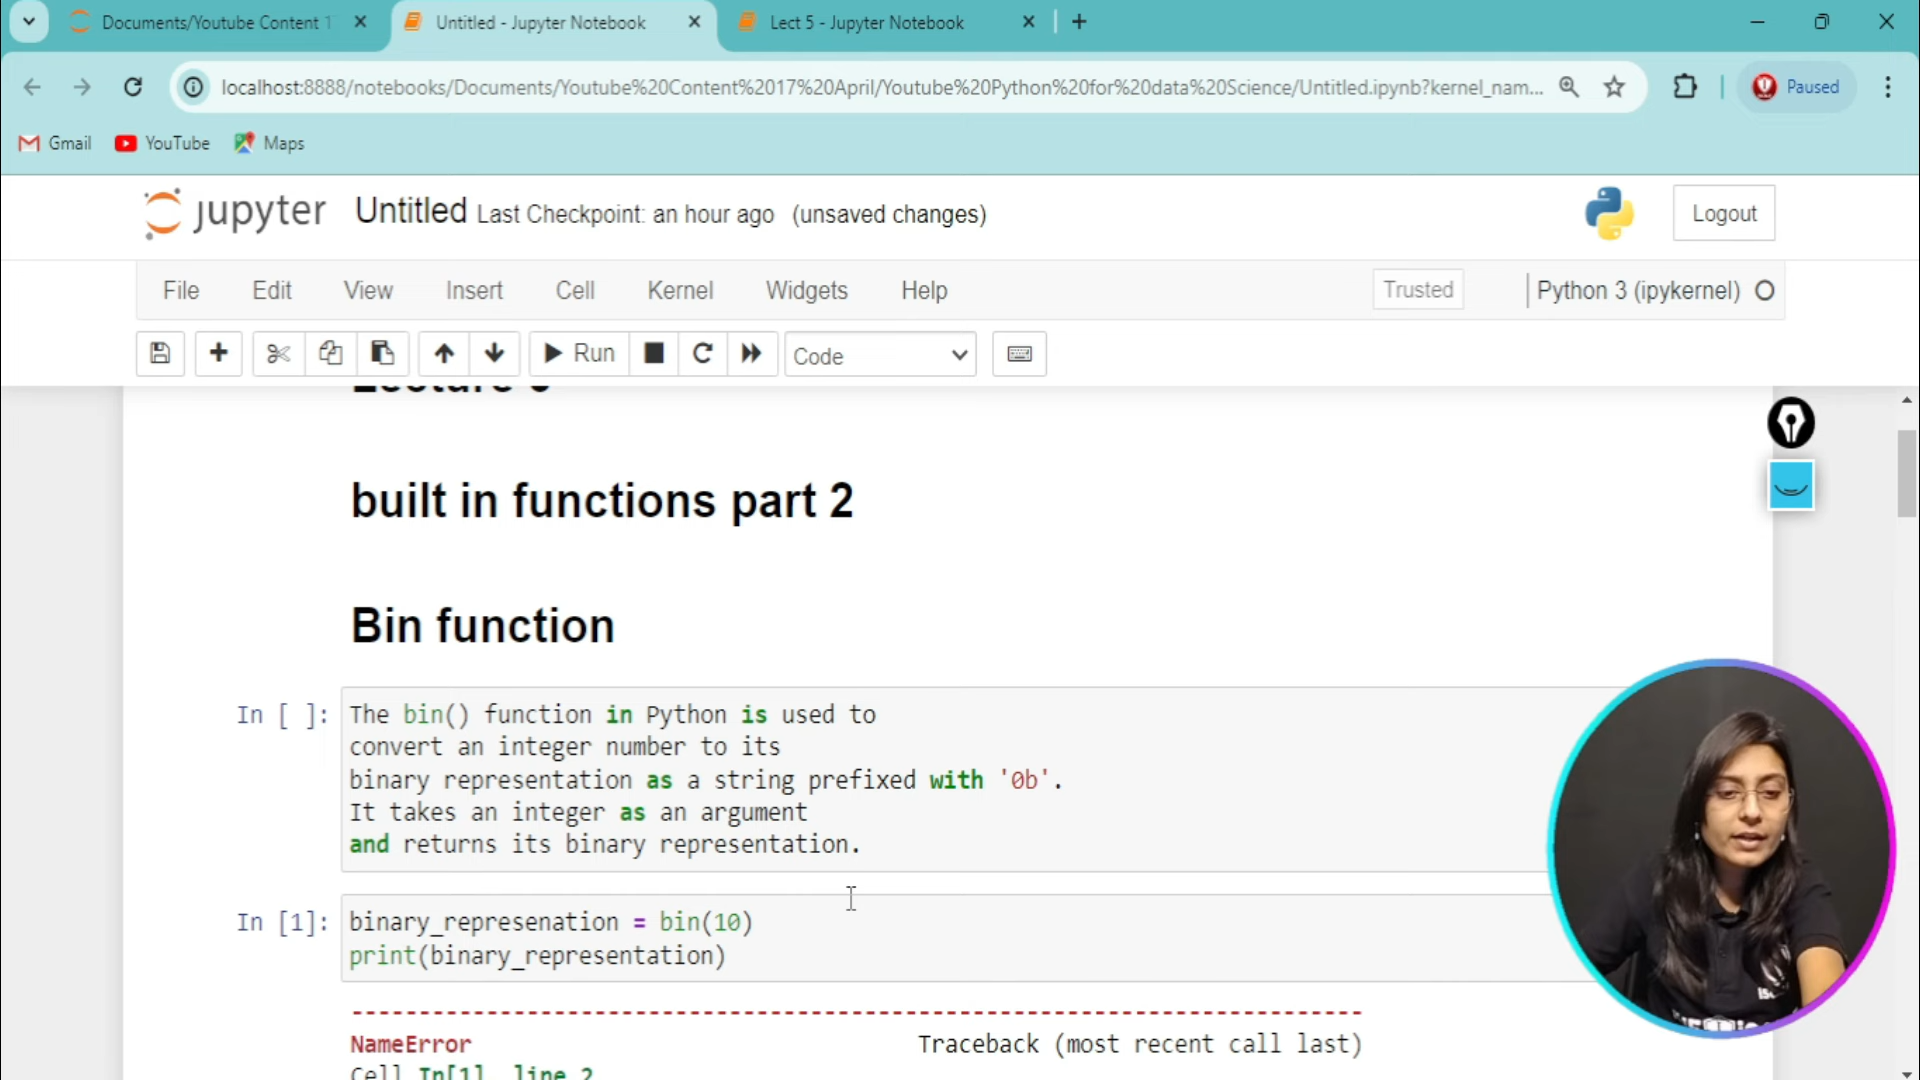 Documents/Youtube Content 1
Untitled - Jupyter Notebook
Lect 5 - Jupyter Notebook
localhost:8888/notebooks/Documents/Youtube%20Content%2017%20April/Youtube%20Python%20for%20data%20Science/Untitled.ipynb?kernel_nam...
Paused
Gmail
YouTube
Maps
jupyter Untitled Last Checkpoint: an hour ago (unsaved changes)
Logout
File Edit View Insert Cell Kernel Widgets Help
Trusted
Python 3 (ipykernel)
Run
Code
built in functions part 2
Bin function
In [ ]: The bin() function in Python is used to
convert an integer number to its
binary representation as a string prefixed with '0b'.
It takes an integer as an argument
and returns its binary representation.
In [1]: binary_represenation = bin(10)
print(binary_representation)
---------------------------------------------------------------------------
NameError Traceback (most recent call last)
Cell In[1], line 2